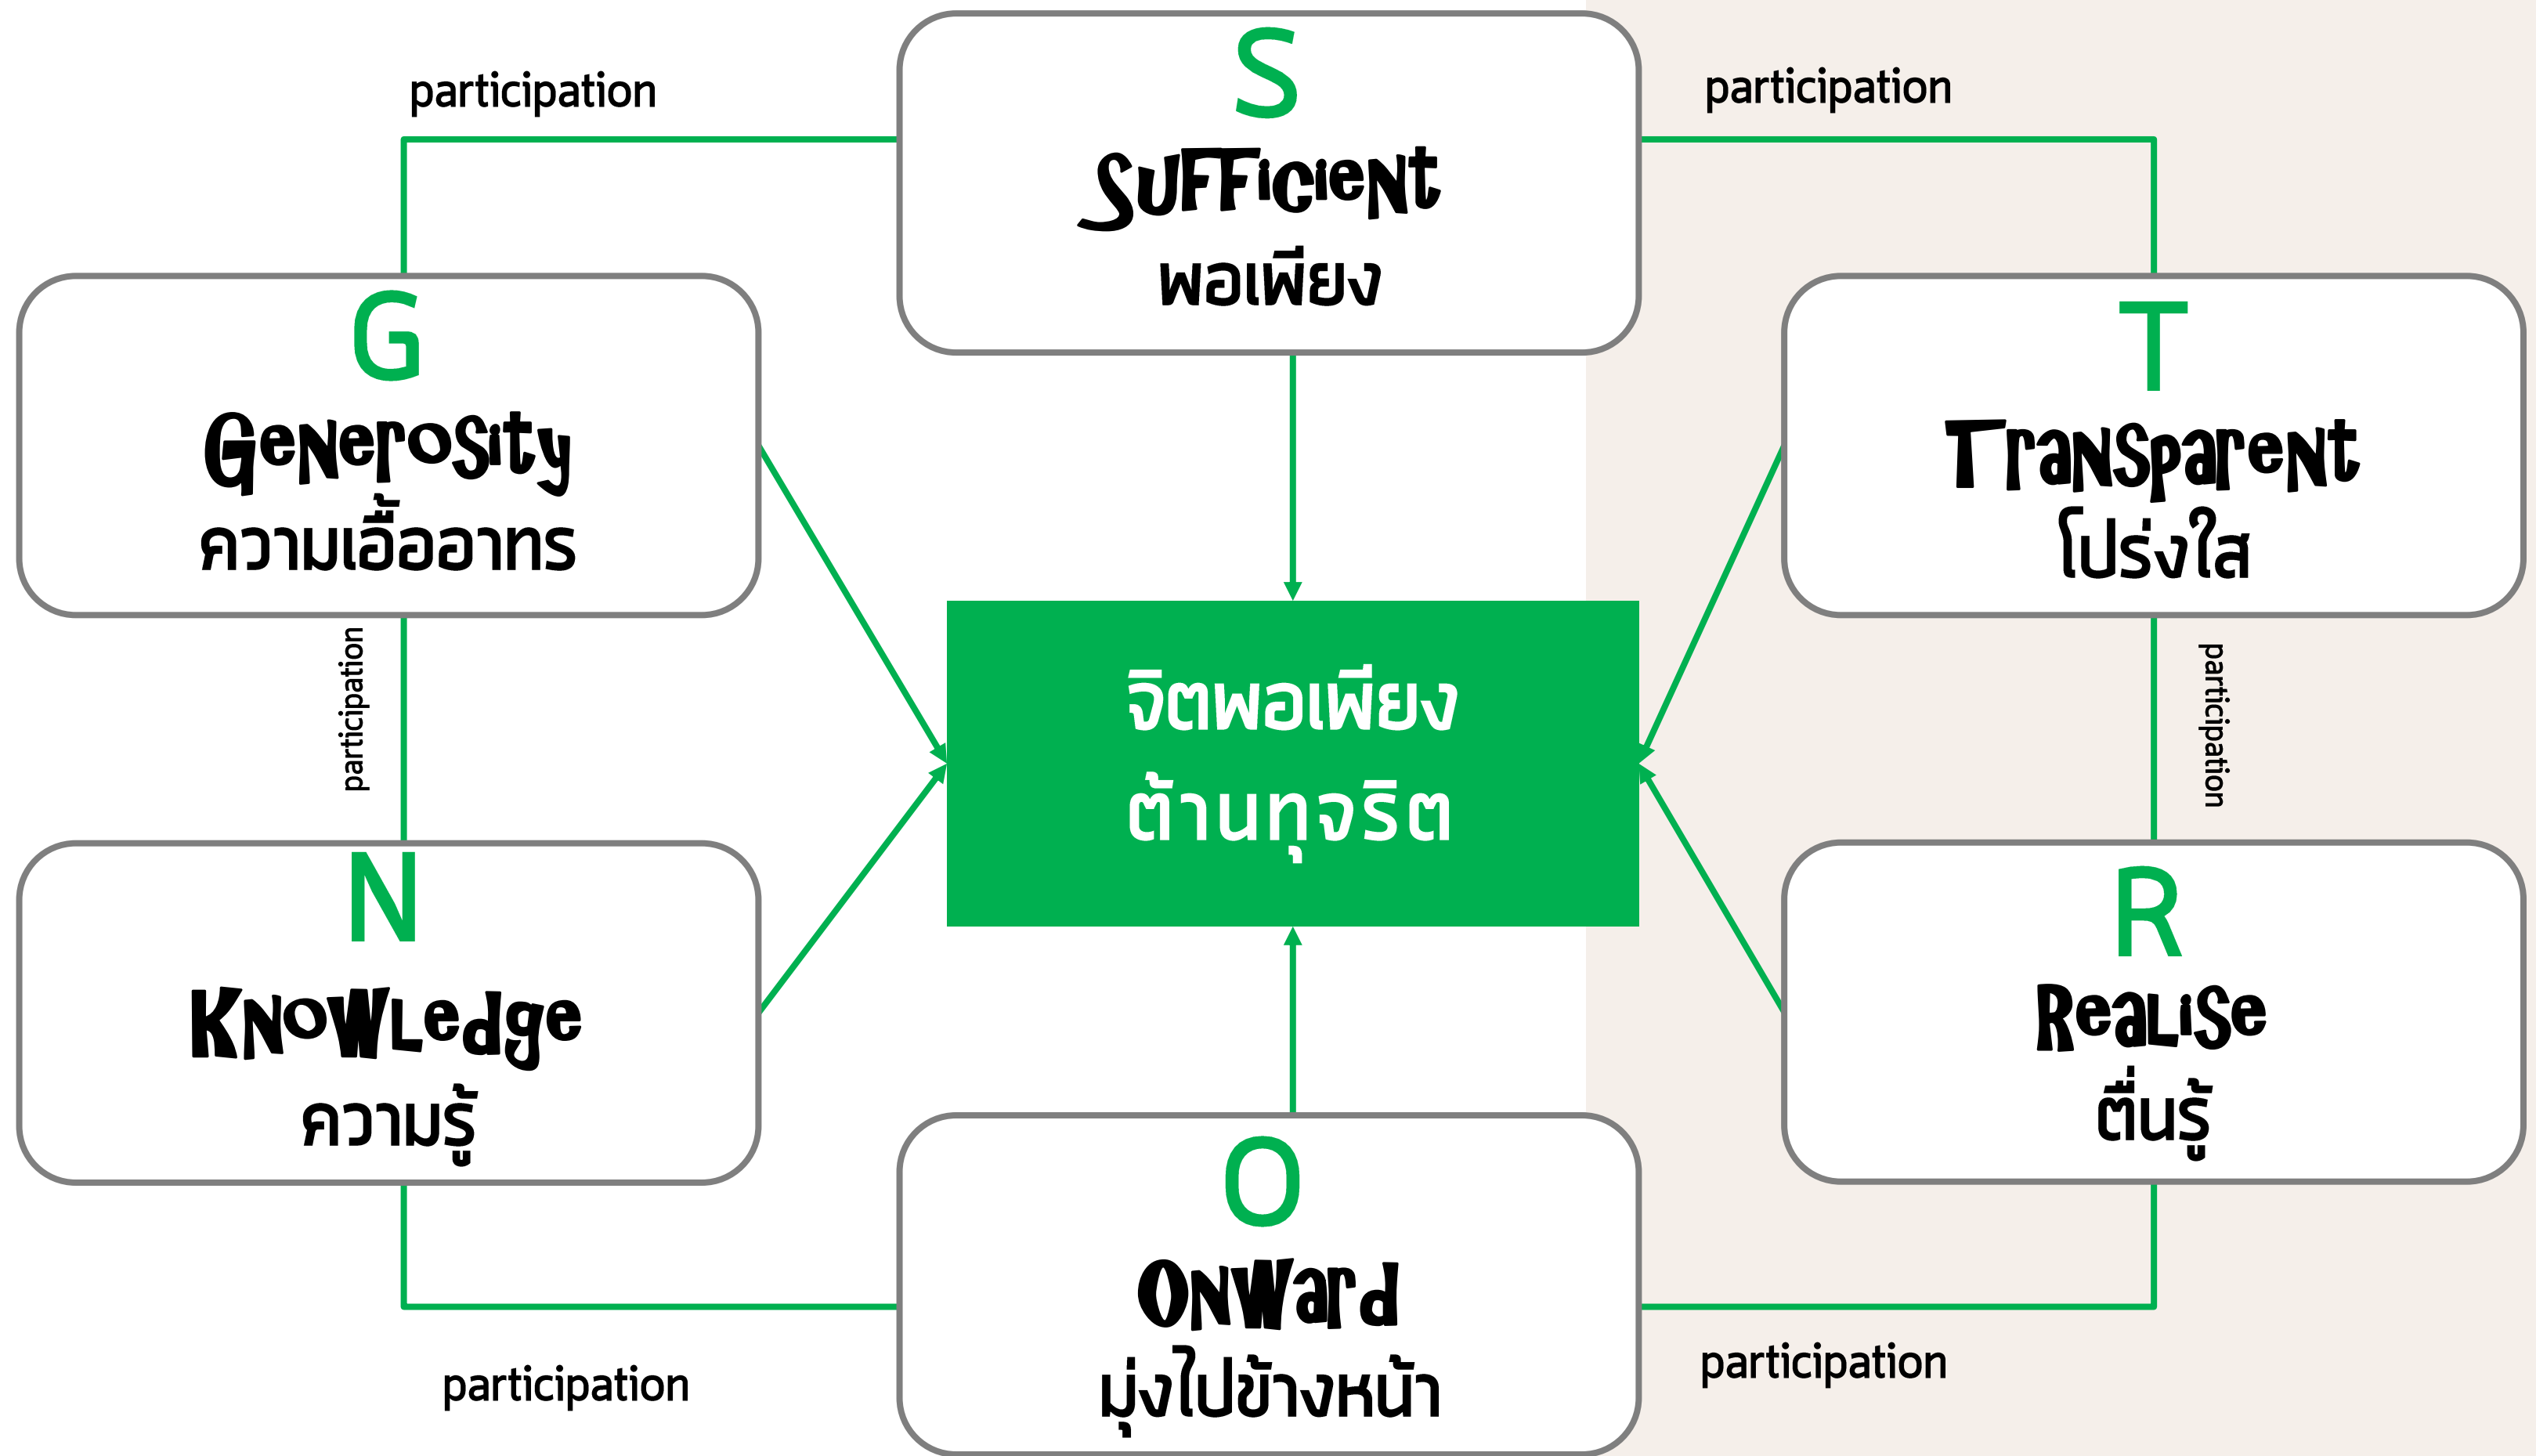 S
Sufficient
พอเพียง
participation
participation
G
Generosity
ความเอื้ออาทร
T
Transparent
โปร่งใส
participation
จิตพอเพียง
ต้านทุจริต
participation
N
Knowledge
ความรู้
R
Realise
ตื่นรู้
O
Onward
มุ่งไปข้างหน้า
participation
participation